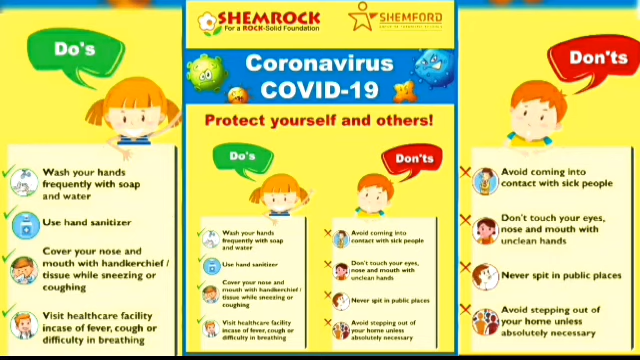 Do's
Wash your hands
frequently with soap
and water
Use hand sanitizer
Cover your nose and
mouth with handkerchief /
tissue while sneezing or
coughing
Visit healthcare facility
incase of fever, cough or
difficulty in breathing
SHEMROCK
For a ROCK-Solid Foundation
SHEMFORD
Coronavirus
COVID-19
Protect yourself and others!
Do's
Don'ts
Wash your hands
frequently with soap
and water
Use hand sanitizer
Cover your nose and
mouth with handkerchief /
tissue while sneezing or
coughing
Visit healthcare facility
incase of fever, cough or
difficulty in breathing
Avoid coming into
contact with sick people
Don't touch your eyes,
nose and mouth with
unclean hands
Never spit in public places
Avoid stepping out of
your home unless
absolutely necessary
Don'ts
Avoid coming into
contact with sick people
Don't touch your eyes,
nose and mouth with
unclean hands
Never spit in public places
Avoid stepping out of
your home unless
absolutely necessary